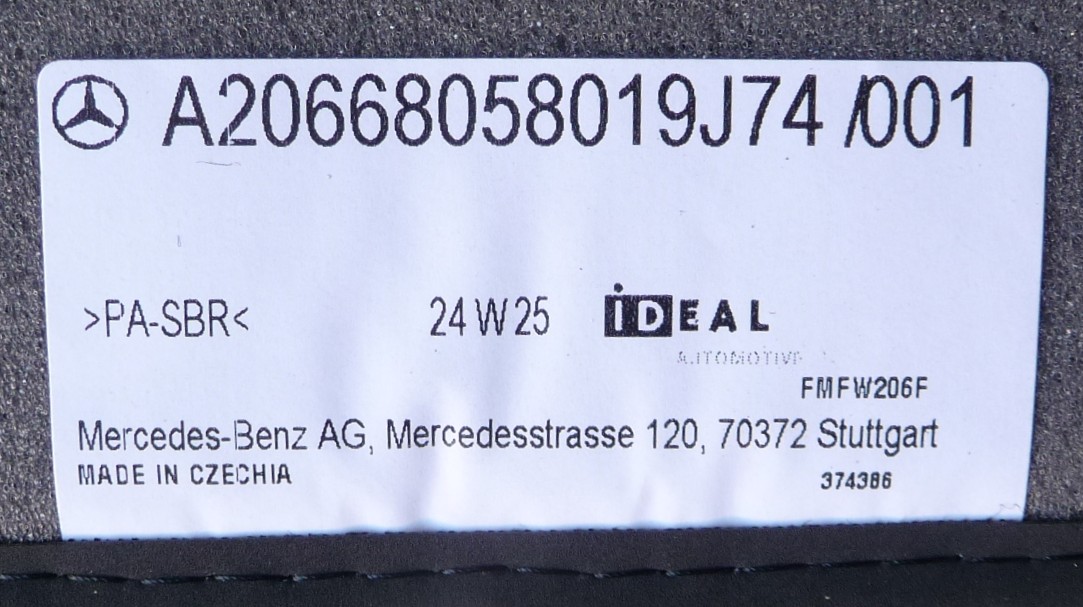 A20668058019J74 /001
>PA-SBR< 24 W 25 iDEAL
AUTOMOTIVE
FMFW206F
Mercedes-Benz AG, Mercedesstrasse 120, 70372 Stuttgart
MADE IN CZECHIA 374386